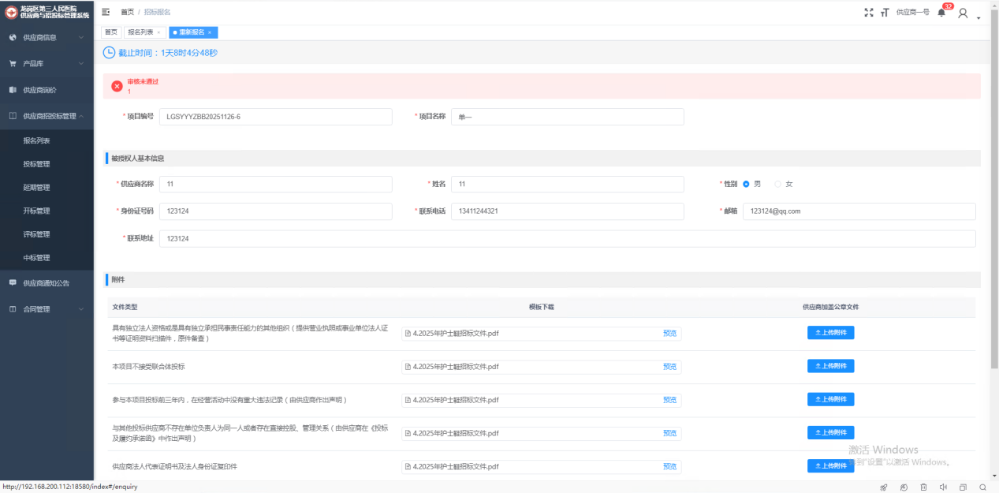 龙岗区第三人民医院
供应商与招投标管理系统
首页 / 招标报名
供应商一号
32
首页
报名列表 ×
重新报名 ×
截止时间：1天8时4分48秒
供应商信息
产品库
供应商询价
供应商招投标管理
报名列表
投标管理
延期管理
开标管理
评标管理
中标管理
供应商通知公告
合同管理
审核未通过
1
* 项目编号 LGSYYYZBB20251126-6
* 项目名称 单一
被授权人基本信息
* 供应商名称 11
* 姓名 11
* 性别 男 女
* 身份证号码 123124
* 联系电话 13411244321
* 邮箱 123124@qq.com
* 联系地址 123124
附件
文件类型 模板下载 供应商加盖公章文件
具有独立法人资格或是具有独立承担民事责任能力的其他组织（提供营业执照或事业单位法人证
书等证明资料扫描件，原件备查）
4.2025年护士鞋招标文件.pdf 预览 上传附件
本项目不接受联合体投标 4.2025年护士鞋招标文件.pdf 预览 上传附件
参与本项目投标前三年内，在经营活动中没有重大违法记录（由供应商作出声明） 4.2025年护士鞋招标文件.pdf 预览 上传附件
与其他投标供应商不存在单位负责人为同一人或者存在直接控股、管理关系（由供应商在《投标
及履约承诺函》中作出声明）
4.2025年护士鞋招标文件.pdf 预览 上传附件
供应商法人代表证明书及法人身份证复印件 4.2025年护士鞋招标文件.pdf 预览 上传附件
激活 Windows
到"设置"以激活 Windows。
http://192.168.200.112:18580/index#/enquiry